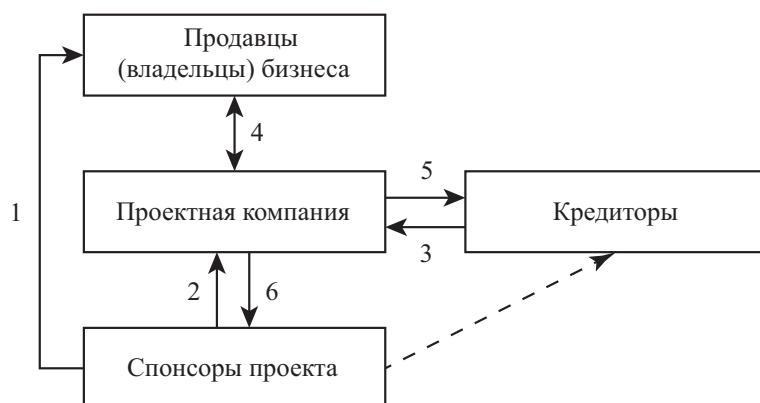 Продавцы
(владельцы) бизнеса
4
1
5
Проектная компания
Кредиторы
3
2
6
Спонсоры проекта